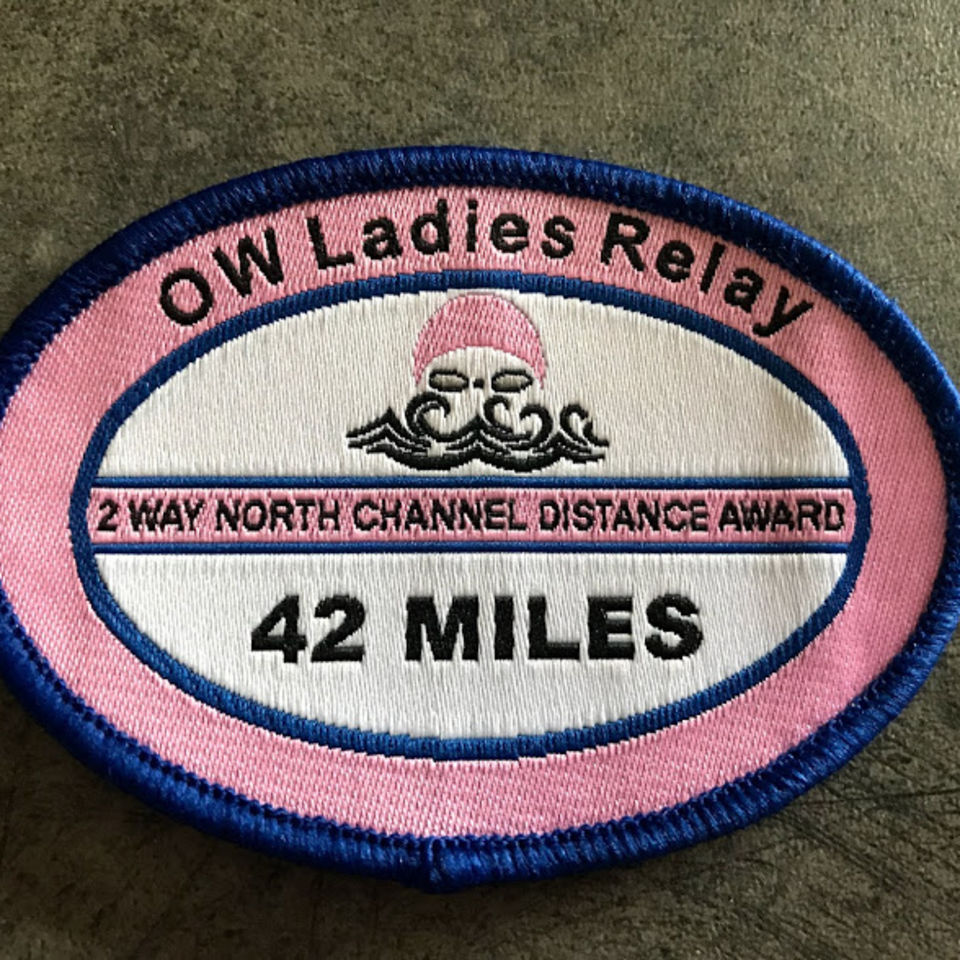 OW Ladies Relay
2 WAY NORTH CHANNEL DISTANCE AWARD
42 MILES